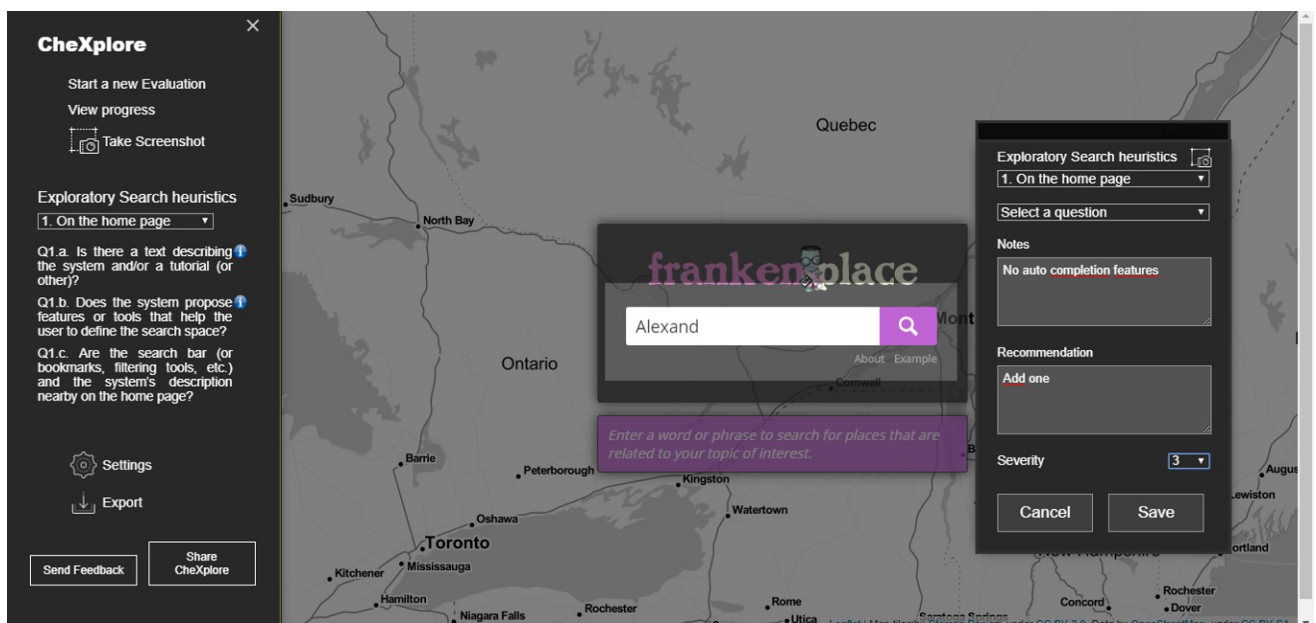 CheXplore
×
Start a new Evaluation
View progress
Take Screenshot
Exploratory Search heuristics
1. On the home page
Q1.a. Is there a text describing
the system and/or a tutorial (or
other)?
Q1.b. Does the system propose
features or tools that help the
user to define the search space?
Q1.c. Are the search bar (or
bookmarks, filtering tools, etc.)
and the system's description
nearby on the home page?
Settings
Export
Send Feedback
Share
CheXplore
Quebec
Sudbury
North Bay
Ontario
Cornwall
Barrie
Peterborough
Kingston
Watertown
Oshawa
Toronto
Mississauga
Kitchener
Hamilton
Niagara Falls
Rochester
Rome
Utica
Saratoga Springs
Mont
frankenplace
Alexand
About Example
Enter a word or phrase to search for places that are
related to your topic of interest.
Exploratory Search heuristics
1. On the home page
Select a question
Notes
No auto completion features
Recommendation
Add one
Severity
3
Cancel
Save
Augus
Lewiston
ortland
New Hampshire
Concord
Rochester
Dover